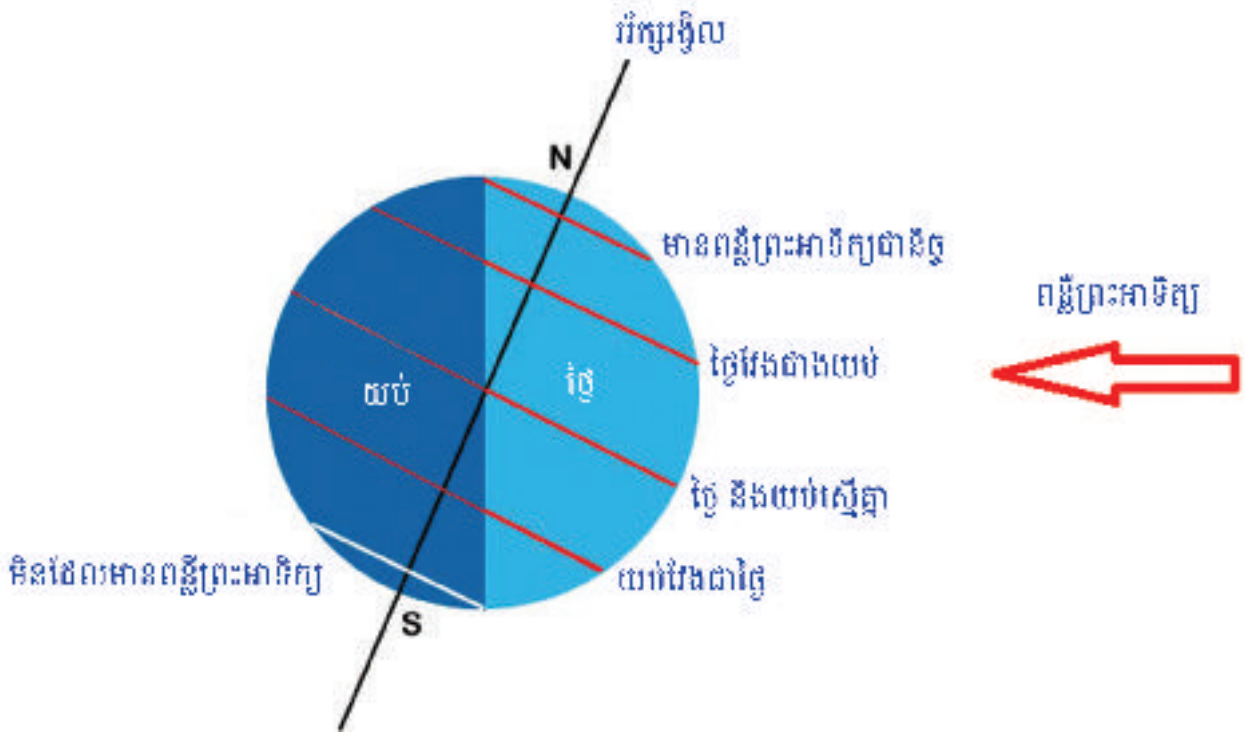 អ័ក្សរង្វិល
N
មានពន្លឺព្រះអាទិត្យជានិច្ច
ពន្លឺព្រះអាទិត្យ
ថ្ងៃវែងជាងយប់
យប់
ថ្ងៃ
ថ្ងៃ និងយប់ស្មើគ្នា
មិនដែលមានពន្លឺព្រះអាទិត្យ
យប់វែងជាថ្ងៃ
S